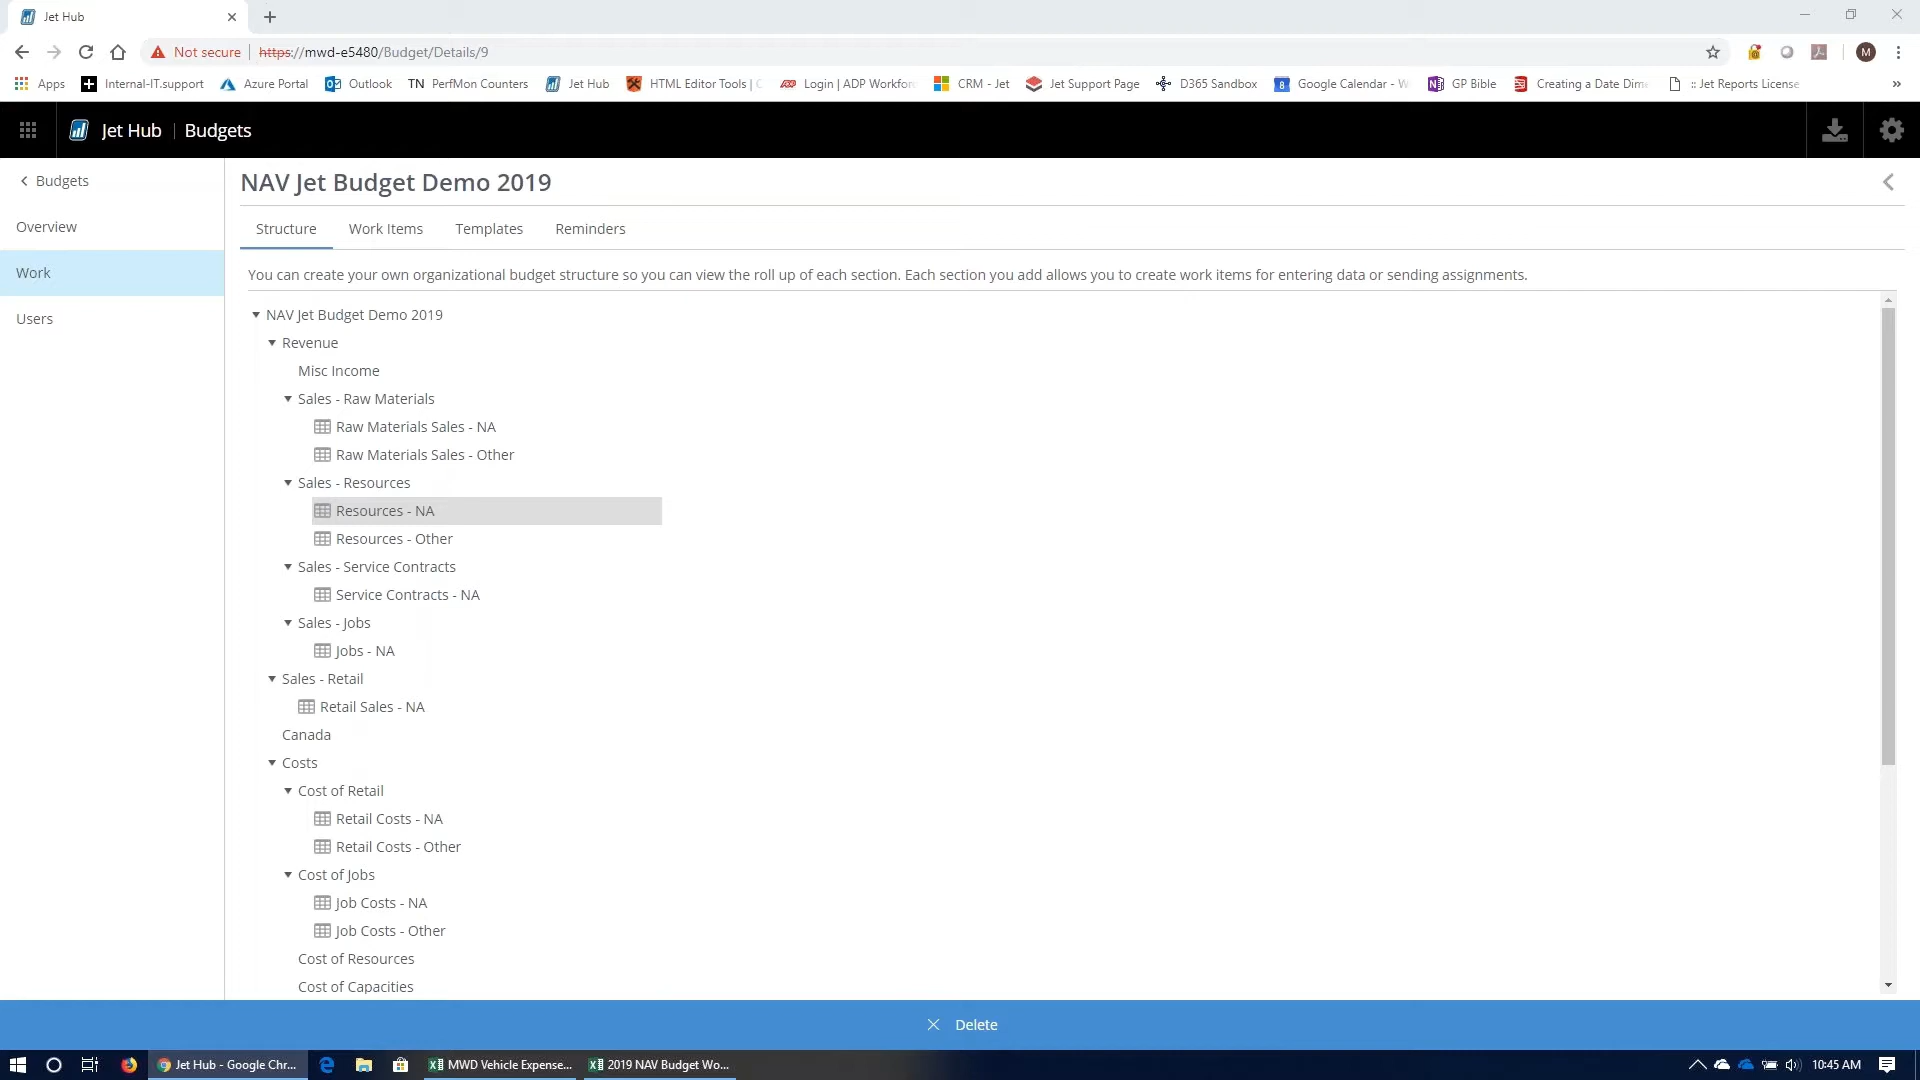 Jet Hub
Not secure https://mwd-e5480/Budget/Details/9
M
Apps Internal-IT.support Azure Portal Outlook TN PerfMon Counters Jet Hub HTML Editor Tools | C Login | ADP Workfor CRM - Jet Jet Support Page D365 Sandbox Google Calendar - W GP Bible Creating a Date Dime :: Jet Reports License »
Jet Hub | Budgets
Budgets
Overview
Work
Users
NAV Jet Budget Demo 2019
Structure Work Items Templates Reminders
You can create your own organizational budget structure so you can view the roll up of each section. Each section you add allows you to create work items for entering data or sending assignments.
NAV Jet Budget Demo 2019
Revenue
Misc Income
Sales - Raw Materials
Raw Materials Sales - NA
Raw Materials Sales - Other
Sales - Resources
Resources - NA
Resources - Other
Sales - Service Contracts
Service Contracts - NA
Sales - Jobs
Jobs - NA
Sales - Retail
Retail Sales - NA
Canada
Costs
Cost of Retail
Retail Costs - NA
Retail Costs - Other
Cost of Jobs
Job Costs - NA
Job Costs - Other
Cost of Resources
Cost of Capacities
Delete
Jet Hub - Google Chr... MWD Vehicle Expense... 2019 NAV Budget Wo... 10:45 AM